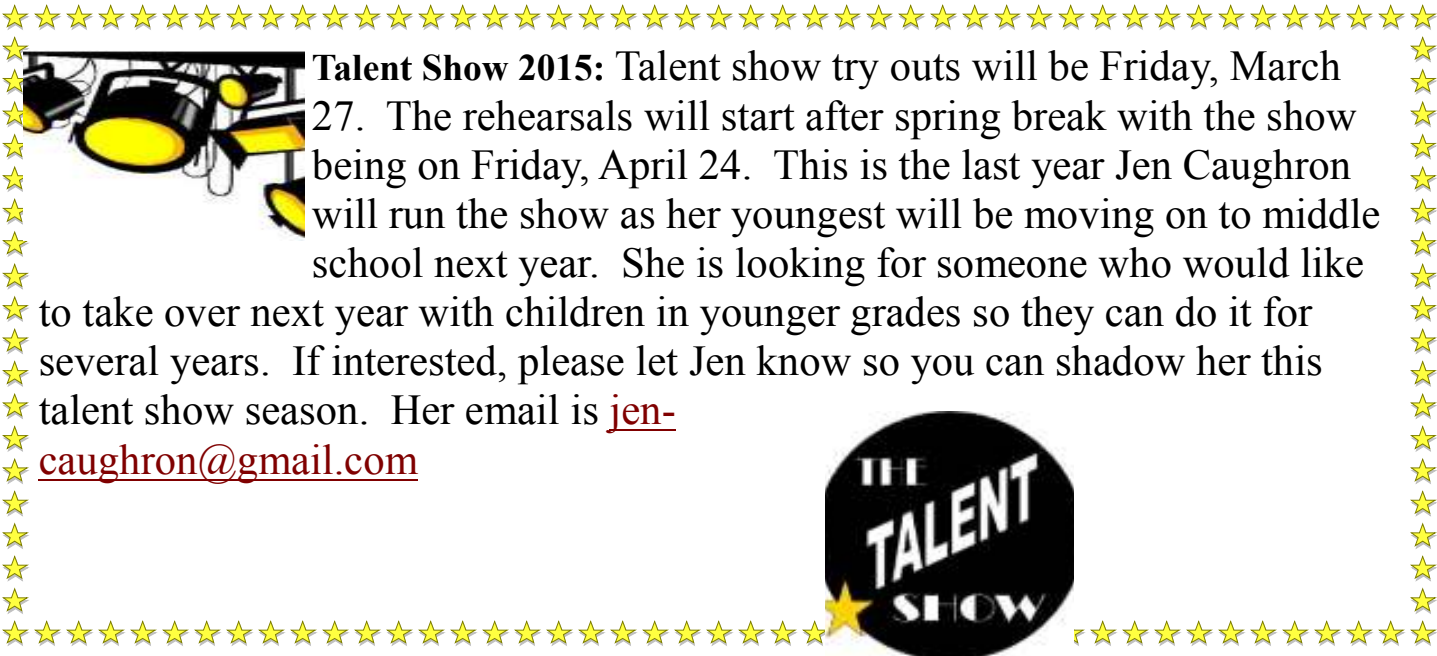 Talent Show 2015: Talent show try outs will be Friday, March
27. The rehearsals will start after spring break with the show
being on Friday, April 24. This is the last year Jen Caughron
will run the show as her youngest will be moving on to middle
school next year. She is looking for someone who would like
to take over next year with children in younger grades so they can do it for
several years. If interested, please let Jen know so you can shadow her this
talent show season. Her email is jen-
caughron@gmail.com
THE
TALENT
SHOW